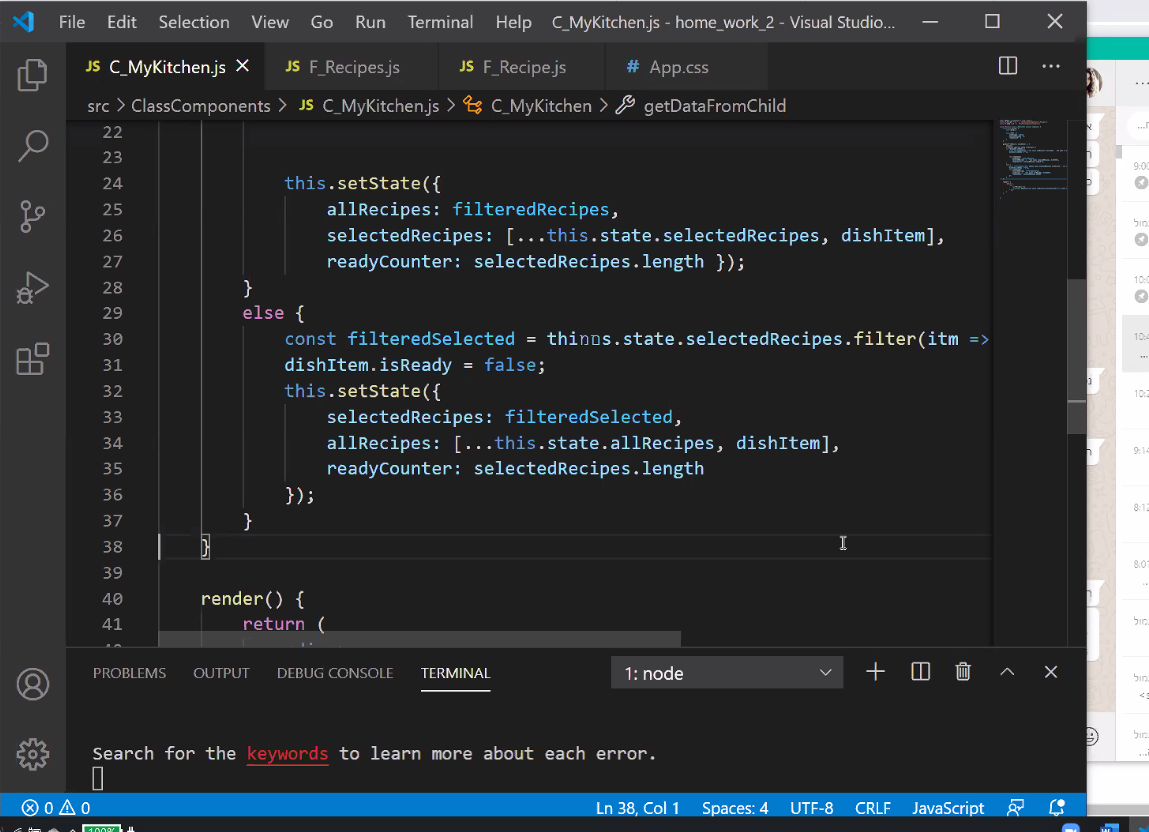 File Edit Selection View Go Run Terminal Help C_MyKitchen.js - home_work_2 - Visual Studio...
JS C_MyKitchen.js JS F_Recipes.js JS F_Recipe.js # App.css
src > ClassComponents > JS C_MyKitchen.js > C_MyKitchen > getDataFromChild
22
23
24 this.setState({
25 allRecipes: filteredRecipes,
26 selectedRecipes: [...this.state.selectedRecipes, dishItem],
27 readyCounter: selectedRecipes.length });
28 }
29 else {
30 const filteredSelected = thiממs.state.selectedRecipes.filter(itm =>
31 dishItem.isReady = false;
32 this.setState({
33 selectedRecipes: filteredSelected,
34 allRecipes: [...this.state.allRecipes, dishItem],
35 readyCounter: selectedRecipes.length
36 });
37 }
38 }
39
40 render() {
41 return (
PROBLEMS OUTPUT DEBUG CONSOLE TERMINAL 1: node
Search for the keywords to learn more about each error.
0 0 Ln 38, Col 1 Spaces: 4 UTF-8 CRLF JavaScript
100%